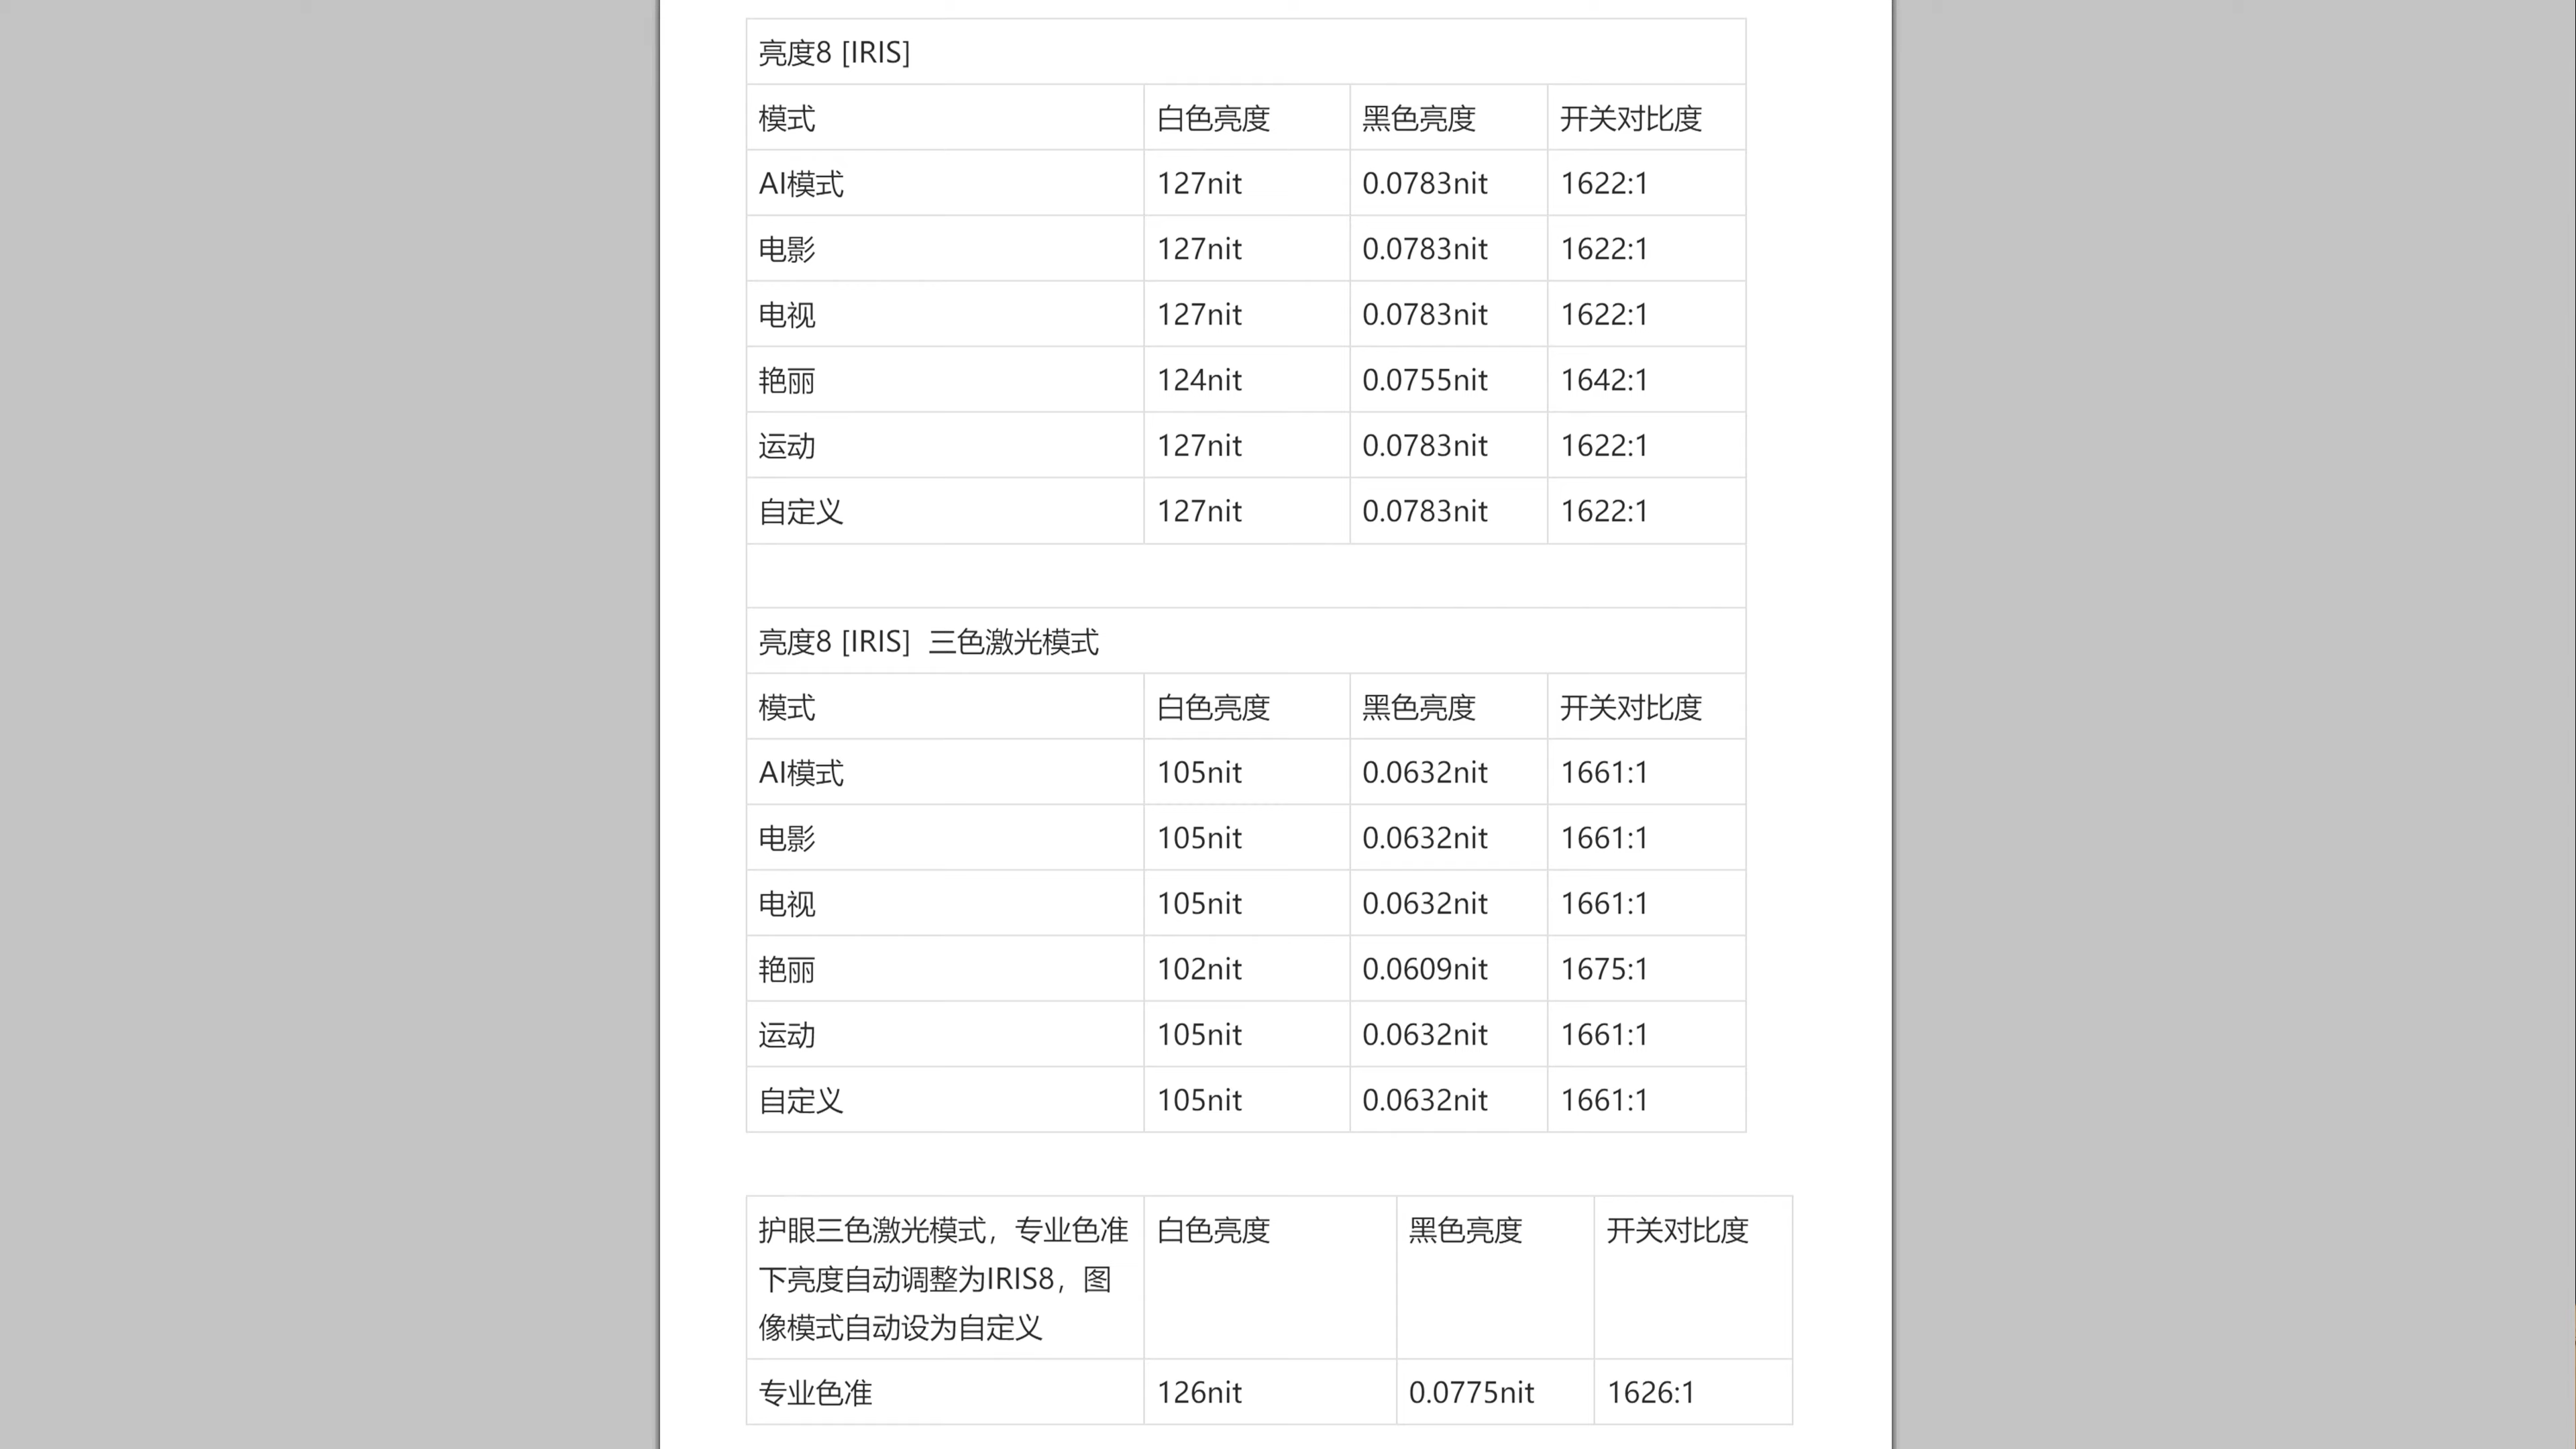 亮度8 [IRIS]
模式 白色亮度 黑色亮度 开关对比度
AI模式 127nit 0.0783nit 1622:1
电影 127nit 0.0783nit 1622:1
电视 127nit 0.0783nit 1622:1
艳丽 124nit 0.0755nit 1642:1
运动 127nit 0.0783nit 1622:1
自定义 127nit 0.0783nit 1622:1
亮度8 [IRIS] 三色激光模式
模式 白色亮度 黑色亮度 开关对比度
AI模式 105nit 0.0632nit 1661:1
电影 105nit 0.0632nit 1661:1
电视 105nit 0.0632nit 1661:1
艳丽 102nit 0.0609nit 1675:1
运动 105nit 0.0632nit 1661:1
自定义 105nit 0.0632nit 1661:1
护眼三色激光模式，专业色准 白色亮度 黑色亮度 开关对比度
下亮度自动调整为IRIS8，图
像模式自动设为自定义
专业色准 126nit 0.0775nit 1626:1